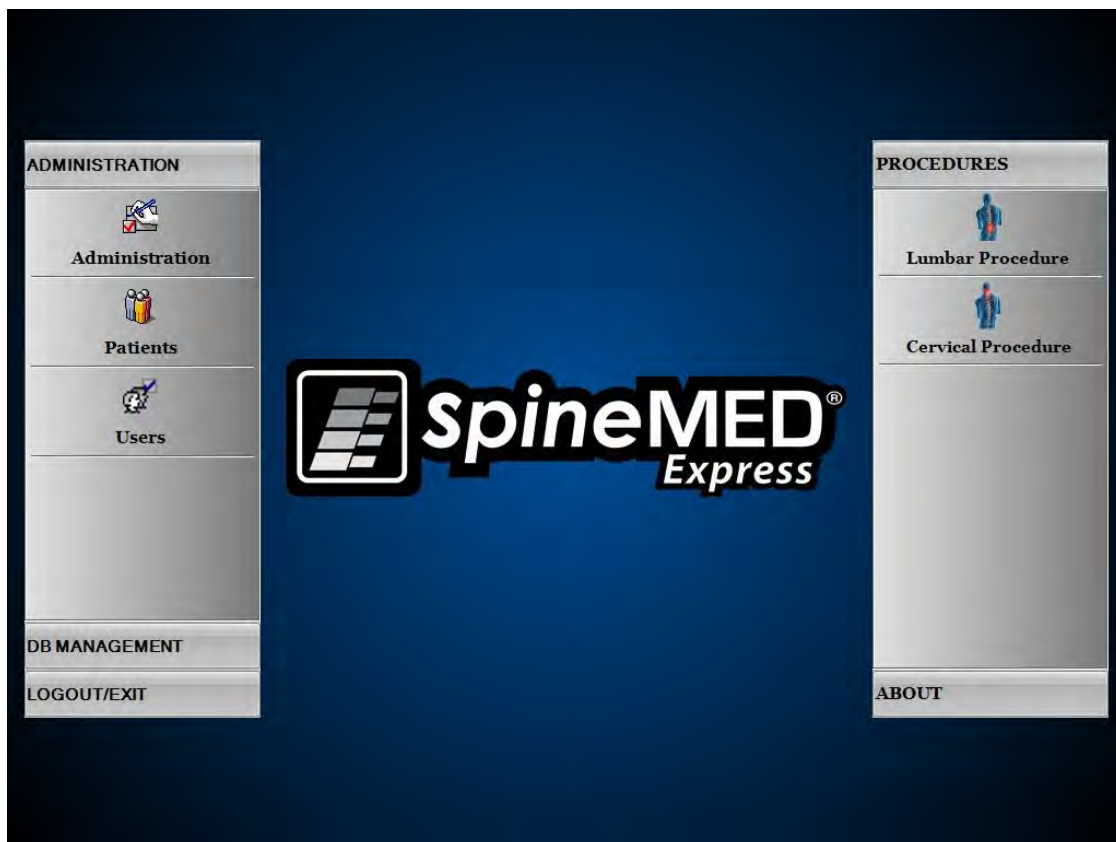 ADMINISTRATION
Administration
Patients
Users
DB MANAGEMENT
LOGOUT/EXIT
SpineMED®
Express
PROCEDURES
Lumbar Procedure
Cervical Procedure
ABOUT